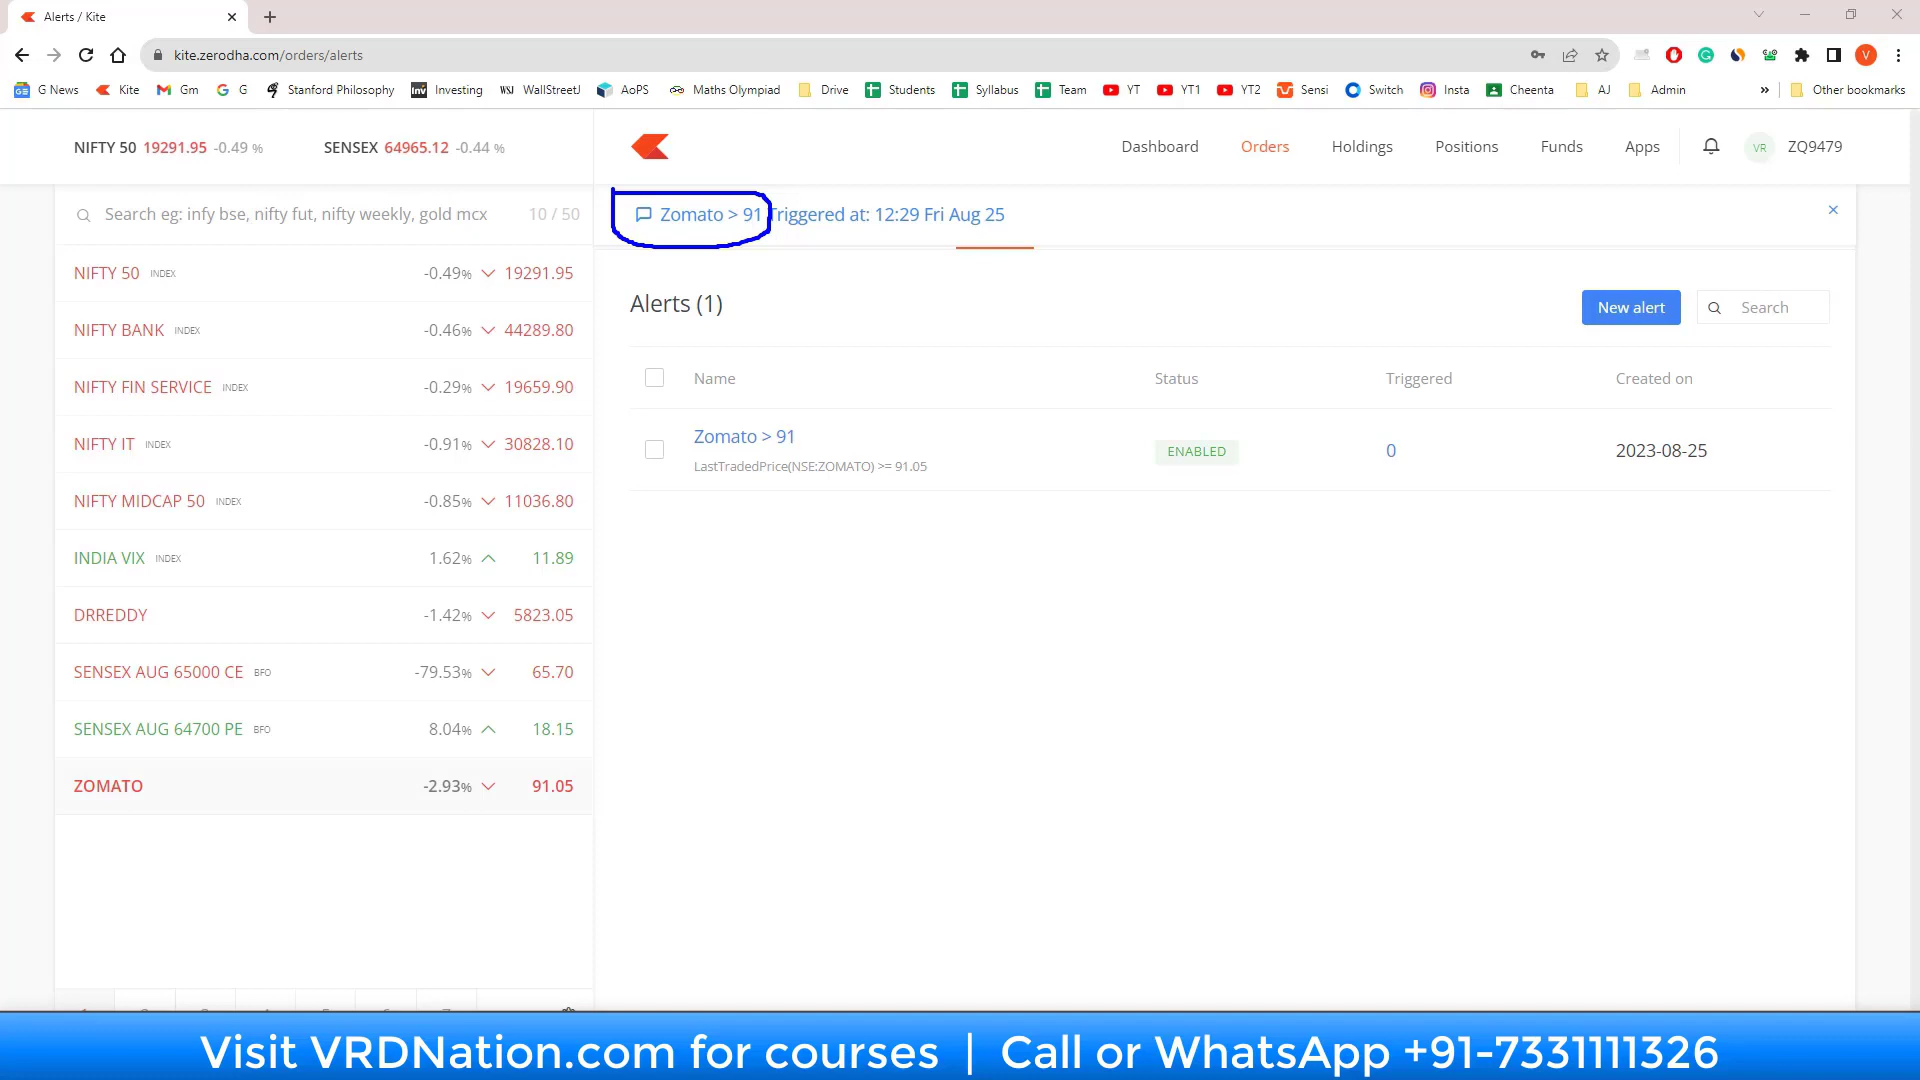 Alerts / Kite
kite.zerodha.com/orders/alerts
V
G News Kite Gm G Stanford Philosophy Investing WallStreetJ AoPS Maths Olympiad Drive Students Syllabus Team YT YT1 YT2 Sensi Switch Insta Cheenta AJ Admin » Other bookmarks
NIFTY 50 19291.95 -0.49 % SENSEX 64965.12 -0.44 %
Dashboard Orders Holdings Positions Funds Apps VR ZQ9479
Search eg: infy bse, nifty fut, nifty weekly, gold mcx 10 / 50
Zomato > 91 Triggered at: 12:29 Fri Aug 25
NIFTY 50 INDEX -0.49% 19291.95
NIFTY BANK INDEX -0.46% 44289.80
NIFTY FIN SERVICE INDEX -0.29% 19659.90
NIFTY IT INDEX -0.91% 30828.10
NIFTY MIDCAP 50 INDEX -0.85% 11036.80
INDIA VIX INDEX 1.62% 11.89
DRREDDY -1.42% 5823.05
SENSEX AUG 65000 CE BFO -79.53% 65.70
SENSEX AUG 64700 PE BFO 8.04% 18.15
ZOMATO -2.93% 91.05
Alerts (1)
New alert
Search
Name Status Triggered Created on
Zomato > 91 ENABLED 0 2023-08-25
LastTradedPrice(NSE:ZOMATO) >= 91.05
Visit VRDNation.com for courses | Call or WhatsApp +91-7331111326